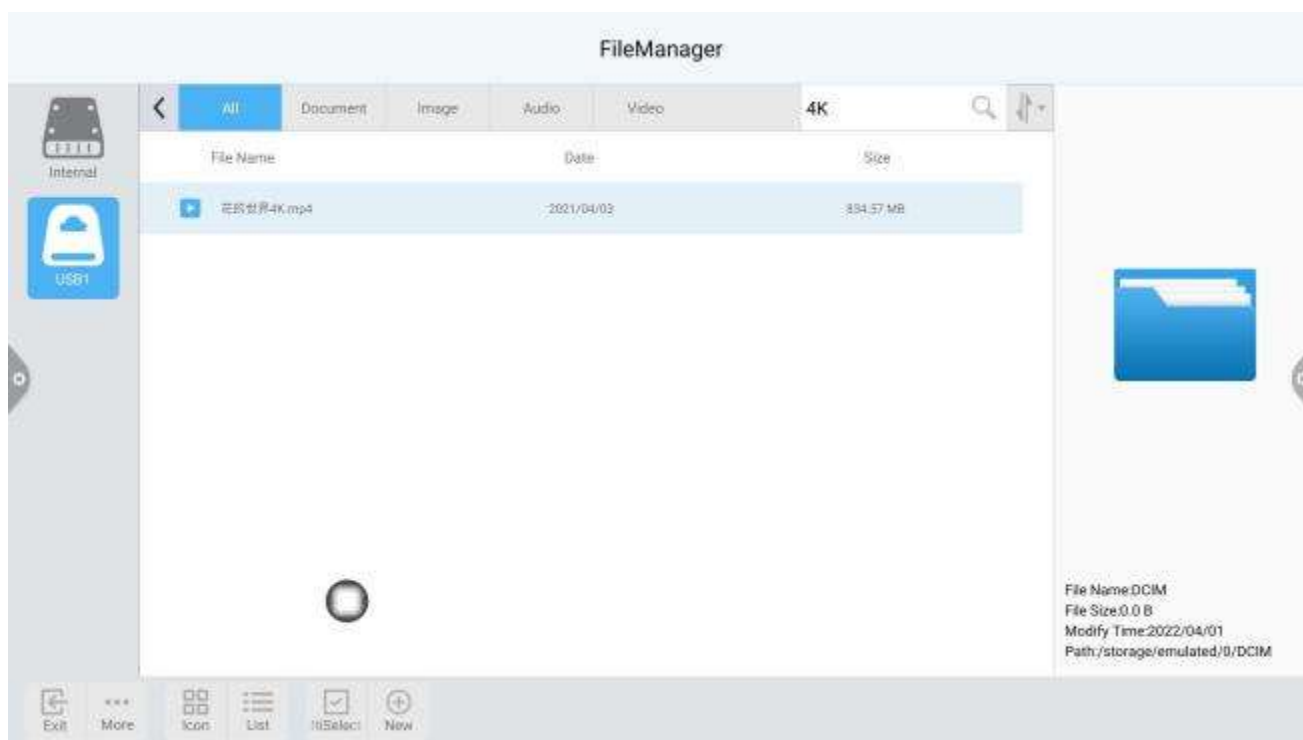 FileManager
All Document Image Audio Video 4K
Internal
File Name Date Size
花的世界4K.mp4 2021/04/03 834.57 MB
USB1
File Name:DCIM
File Size:0.0 B
Modify Time:2022/04/01
Path:/storage/emulated/0/DCIM
Exit More Icon List ltiSelect New